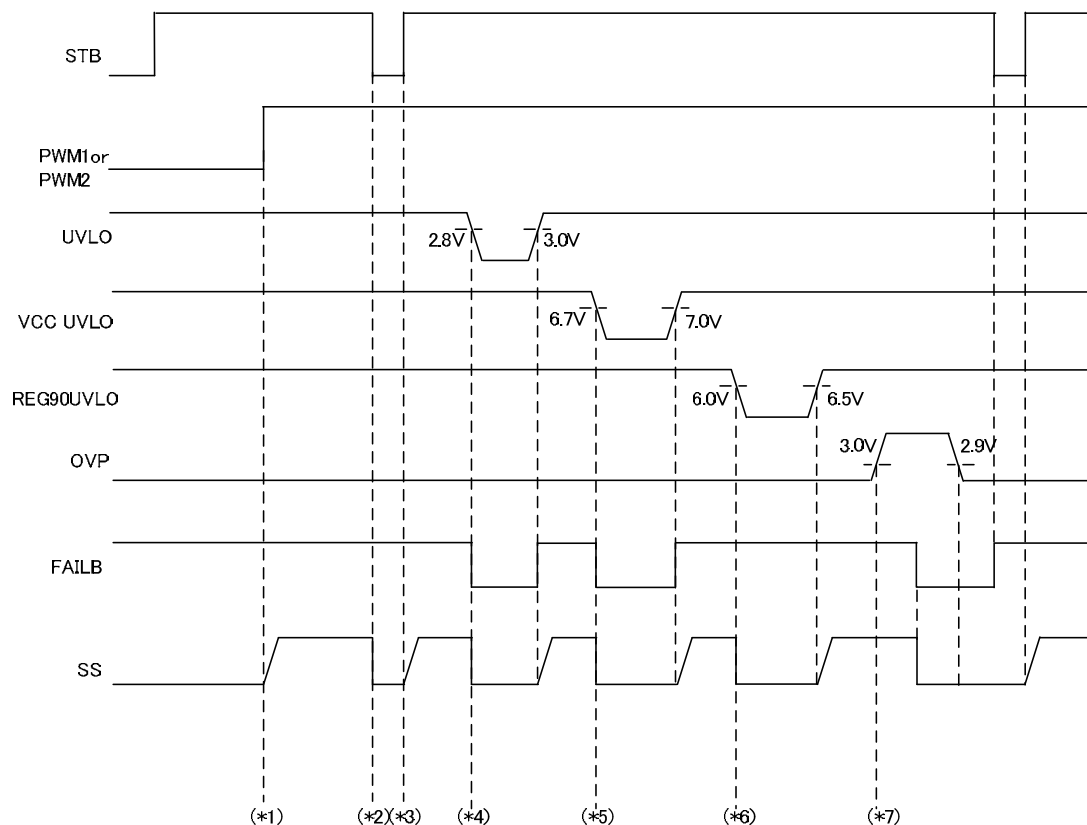 STB
PWM1or
PWM2
UVLO
2.8V
3.0V
VCC UVLO
6.7V
7.0V
REG90UVLO
6.0V
6.5V
OVP
3.0V
2.9V
FAILB
SS
(*1)
(*2)(*3)
(*4)
(*5)
(*6)
(*7)